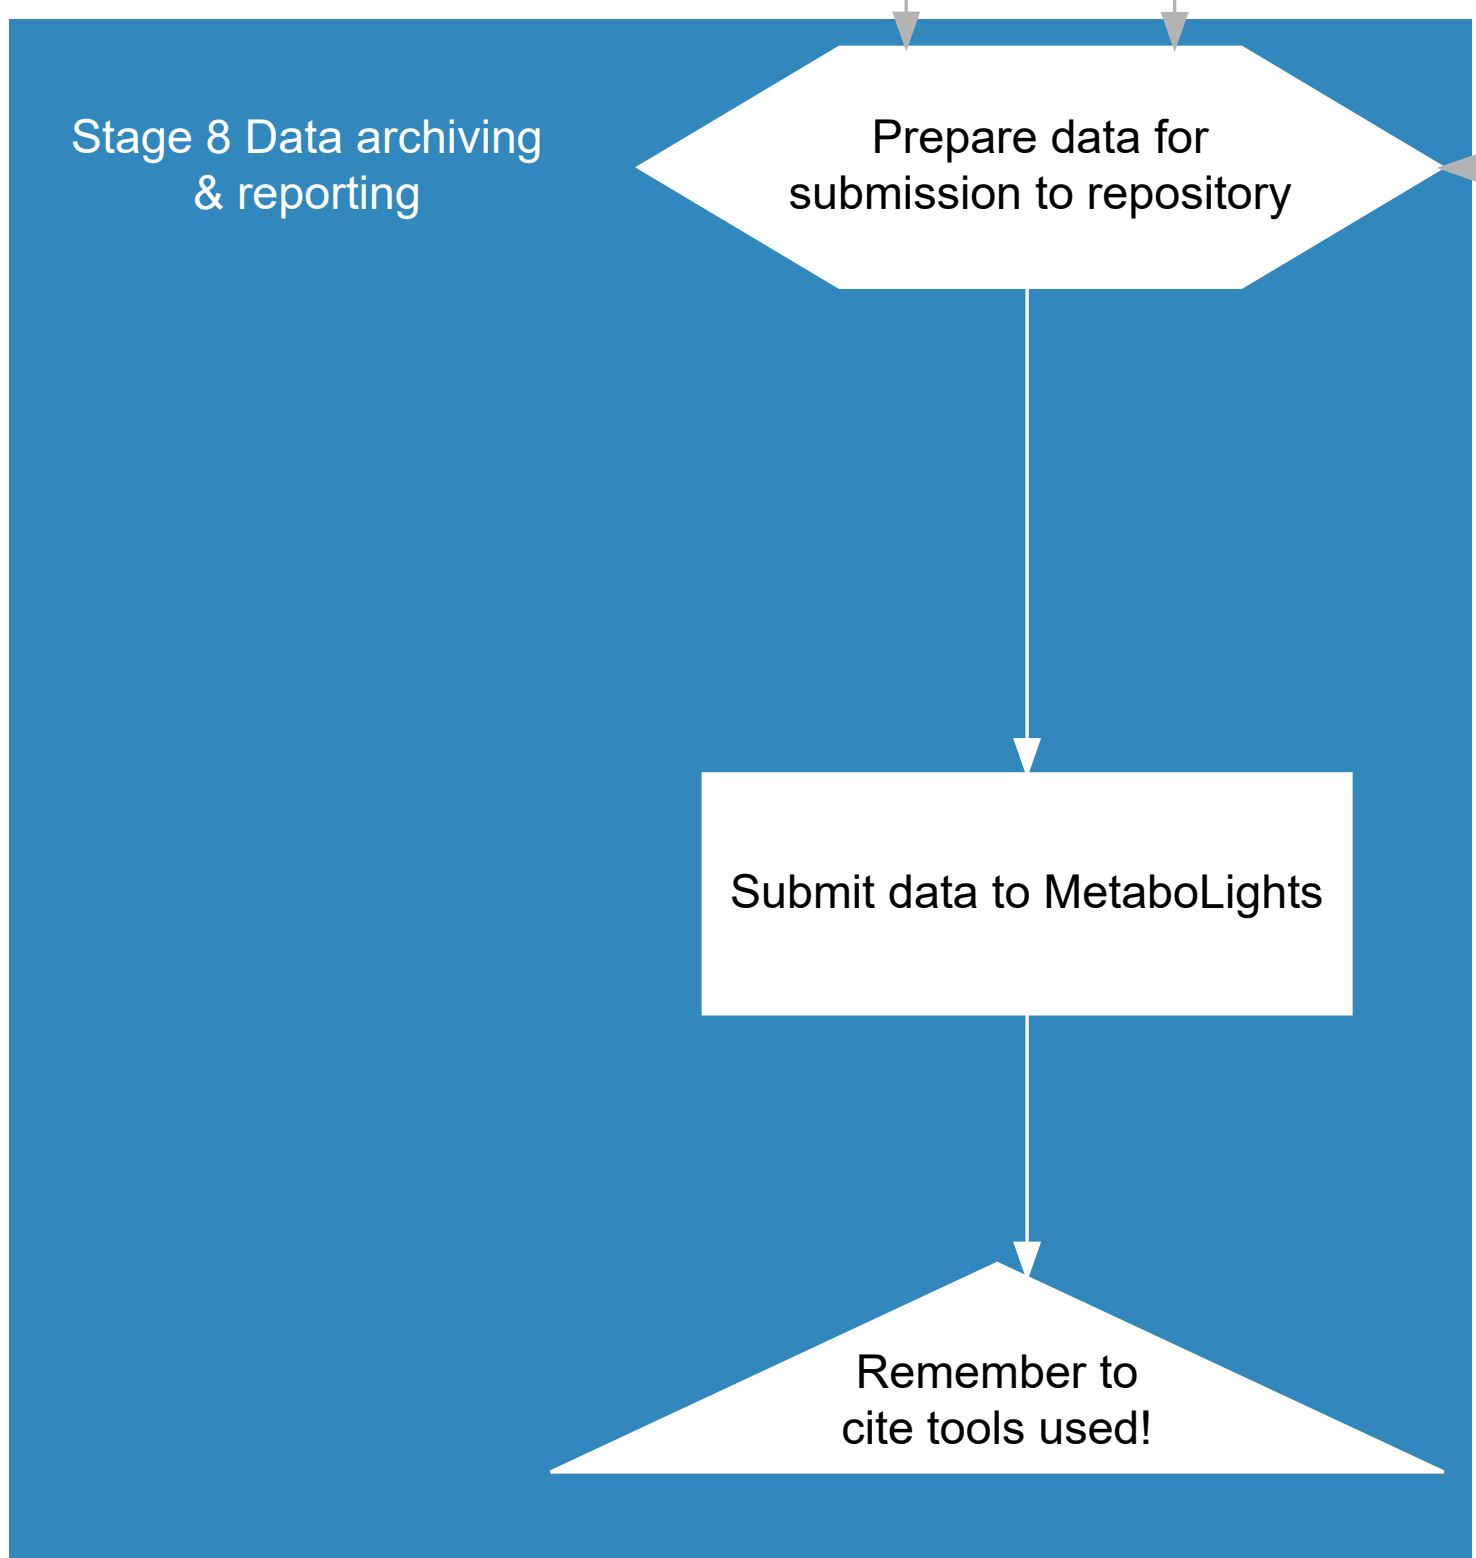 Stage 8 Data archiving
& reporting
Prepare data for
submission to repository
Submit data to MetaboLights
Remember to
cite tools used!